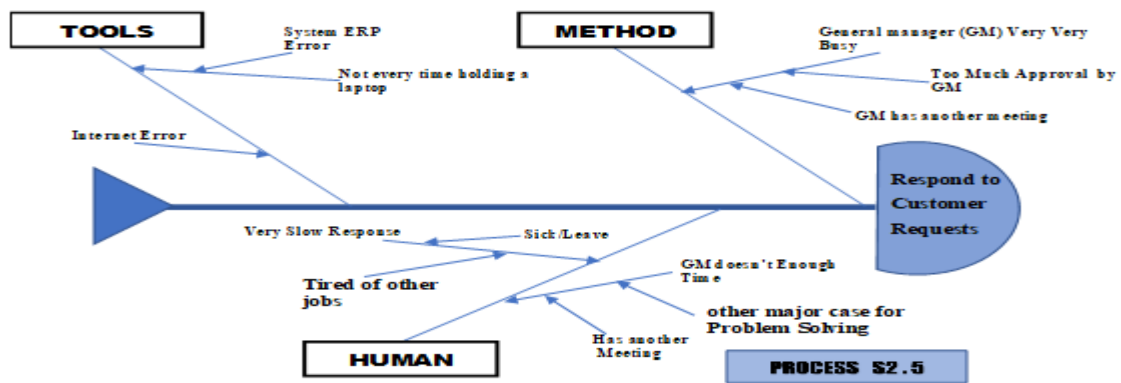 TOOLS
System ERP
Error
Not every time holding a
laptop
Internet Error
METHOD
General manager (GM) Very Very
Busy
Too Much Approval by
GM
GM has another meeting
Respond to
Customer
Requests
Very Slow Response
Sick/Leave
Tired of other
jobs
GM doesn't Enough
Time
other major case for
Problem Solving
Has another
Meeting
HUMAN
PROCESS S2.5